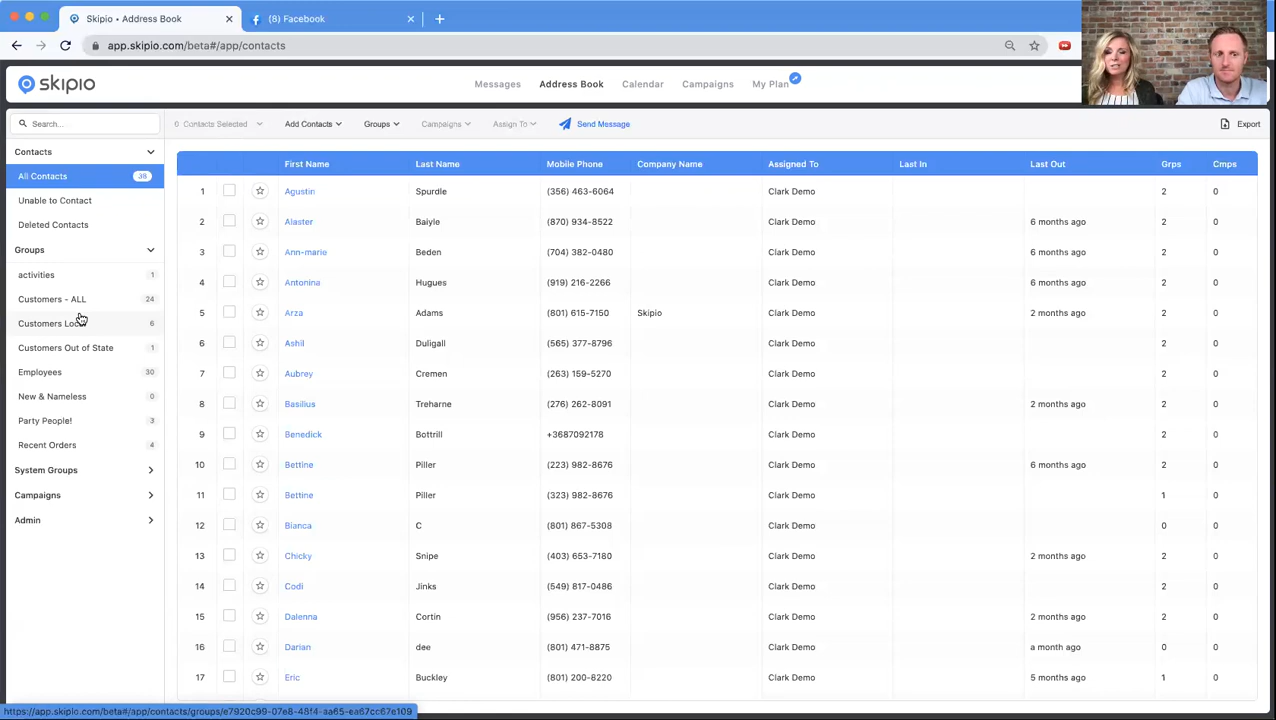 Skipio • Address Book
(8) Facebook
app.skipio.com/beta#/app/contacts
skipio
Messages Address Book Calendar Campaigns My Plan
Search...
0 Contacts Selected Add Contacts Groups Campaigns Assign To Send Message Export
Contacts
All Contacts 38
Unable to Contact
Deleted Contacts
Groups
activities 1
Customers - ALL 24
Customers 6
Customers Out of State 1
Employees 30
New & Nameless 0
Party People! 3
Recent Orders 4
System Groups
Campaigns
Admin
First Name Last Name Mobile Phone Company Name Assigned To Last In Last Out Grps Cmps
1 Agustin Spurdle (356) 463-6064 Clark Demo 2 0
2 Alaster Baiyle (870) 934-8522 Clark Demo 6 months ago 2 0
3 Ann-marie Beden (704) 382-0480 Clark Demo 6 months ago 2 0
4 Antonina Hugues (919) 216-2266 Clark Demo 6 months ago 2 0
5 Arza Adams (801) 615-7150 Skipio Clark Demo 2 months ago 2 0
6 Ashil Duligall (565) 377-8796 Clark Demo 2 0
7 Aubrey Cremen (263) 159-5270 Clark Demo 2 0
8 Basilius Treharne (276) 262-8091 Clark Demo 2 months ago 2 0
9 Benedick Bottrill +3687092178 Clark Demo 2 0
10 Bettine Piller (223) 982-8676 Clark Demo 6 months ago 2 0
11 Bettine Piller (323) 982-8676 Clark Demo 1 0
12 Bianca C (801) 867-5308 Clark Demo 0 0
13 Chicky Snipe (403) 653-7180 Clark Demo 2 months ago 2 0
14 Codi Jinks (549) 817-0486 Clark Demo 2 0
15 Dalenna Cortin (956) 237-7016 Clark Demo 2 months ago 2 0
16 Darian dee (801) 471-8875 Clark Demo a month ago 0 0
17 Eric Buckley (801) 200-8220 Clark Demo 5 months ago 1 0
https://app.skipio.com/beta#/app/contacts/groups/e7920c99-07e8-48f4-aa65-ea67cc67e109